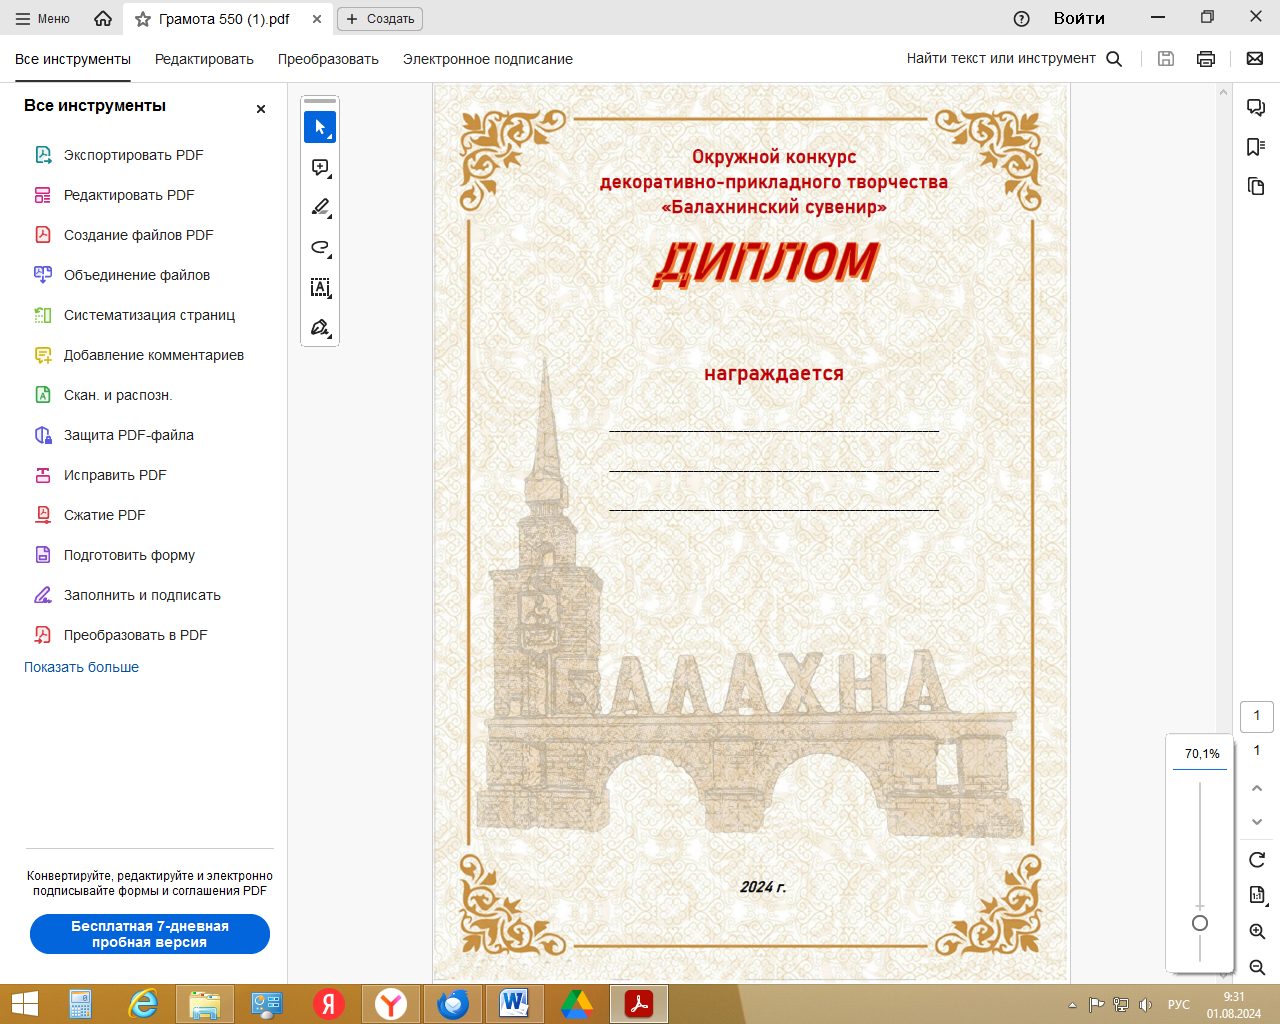 Меню
Грамота 550 (1).pdf
Создать
Войти
Все инструменты
Редактировать
Преобразовать
Электронное подписание
Найти текст или инструмент
Все инструменты
Экспортировать PDF
Редактировать PDF
Создание файлов PDF
Объединение файлов
Систематизация страниц
Добавление комментариев
Скан. и распозн.
Защита PDF-файла
Исправить PDF
Сжатие PDF
Подготовить форму
Заполнить и подписать
Преобразовать в PDF
Показать больше
Конвертируйте, редактируйте и электронно
подписывайте формы и соглашения PDF
Бесплатная 7-дневная
пробная версия
Окружной конкурс
декоративно-прикладного творчества
«Балахнинский сувенир»
ДИПЛОМ
награждается
БАЛАХНА
2024 г.
1
70,1%
1
РУС
9:31
01.08.2024